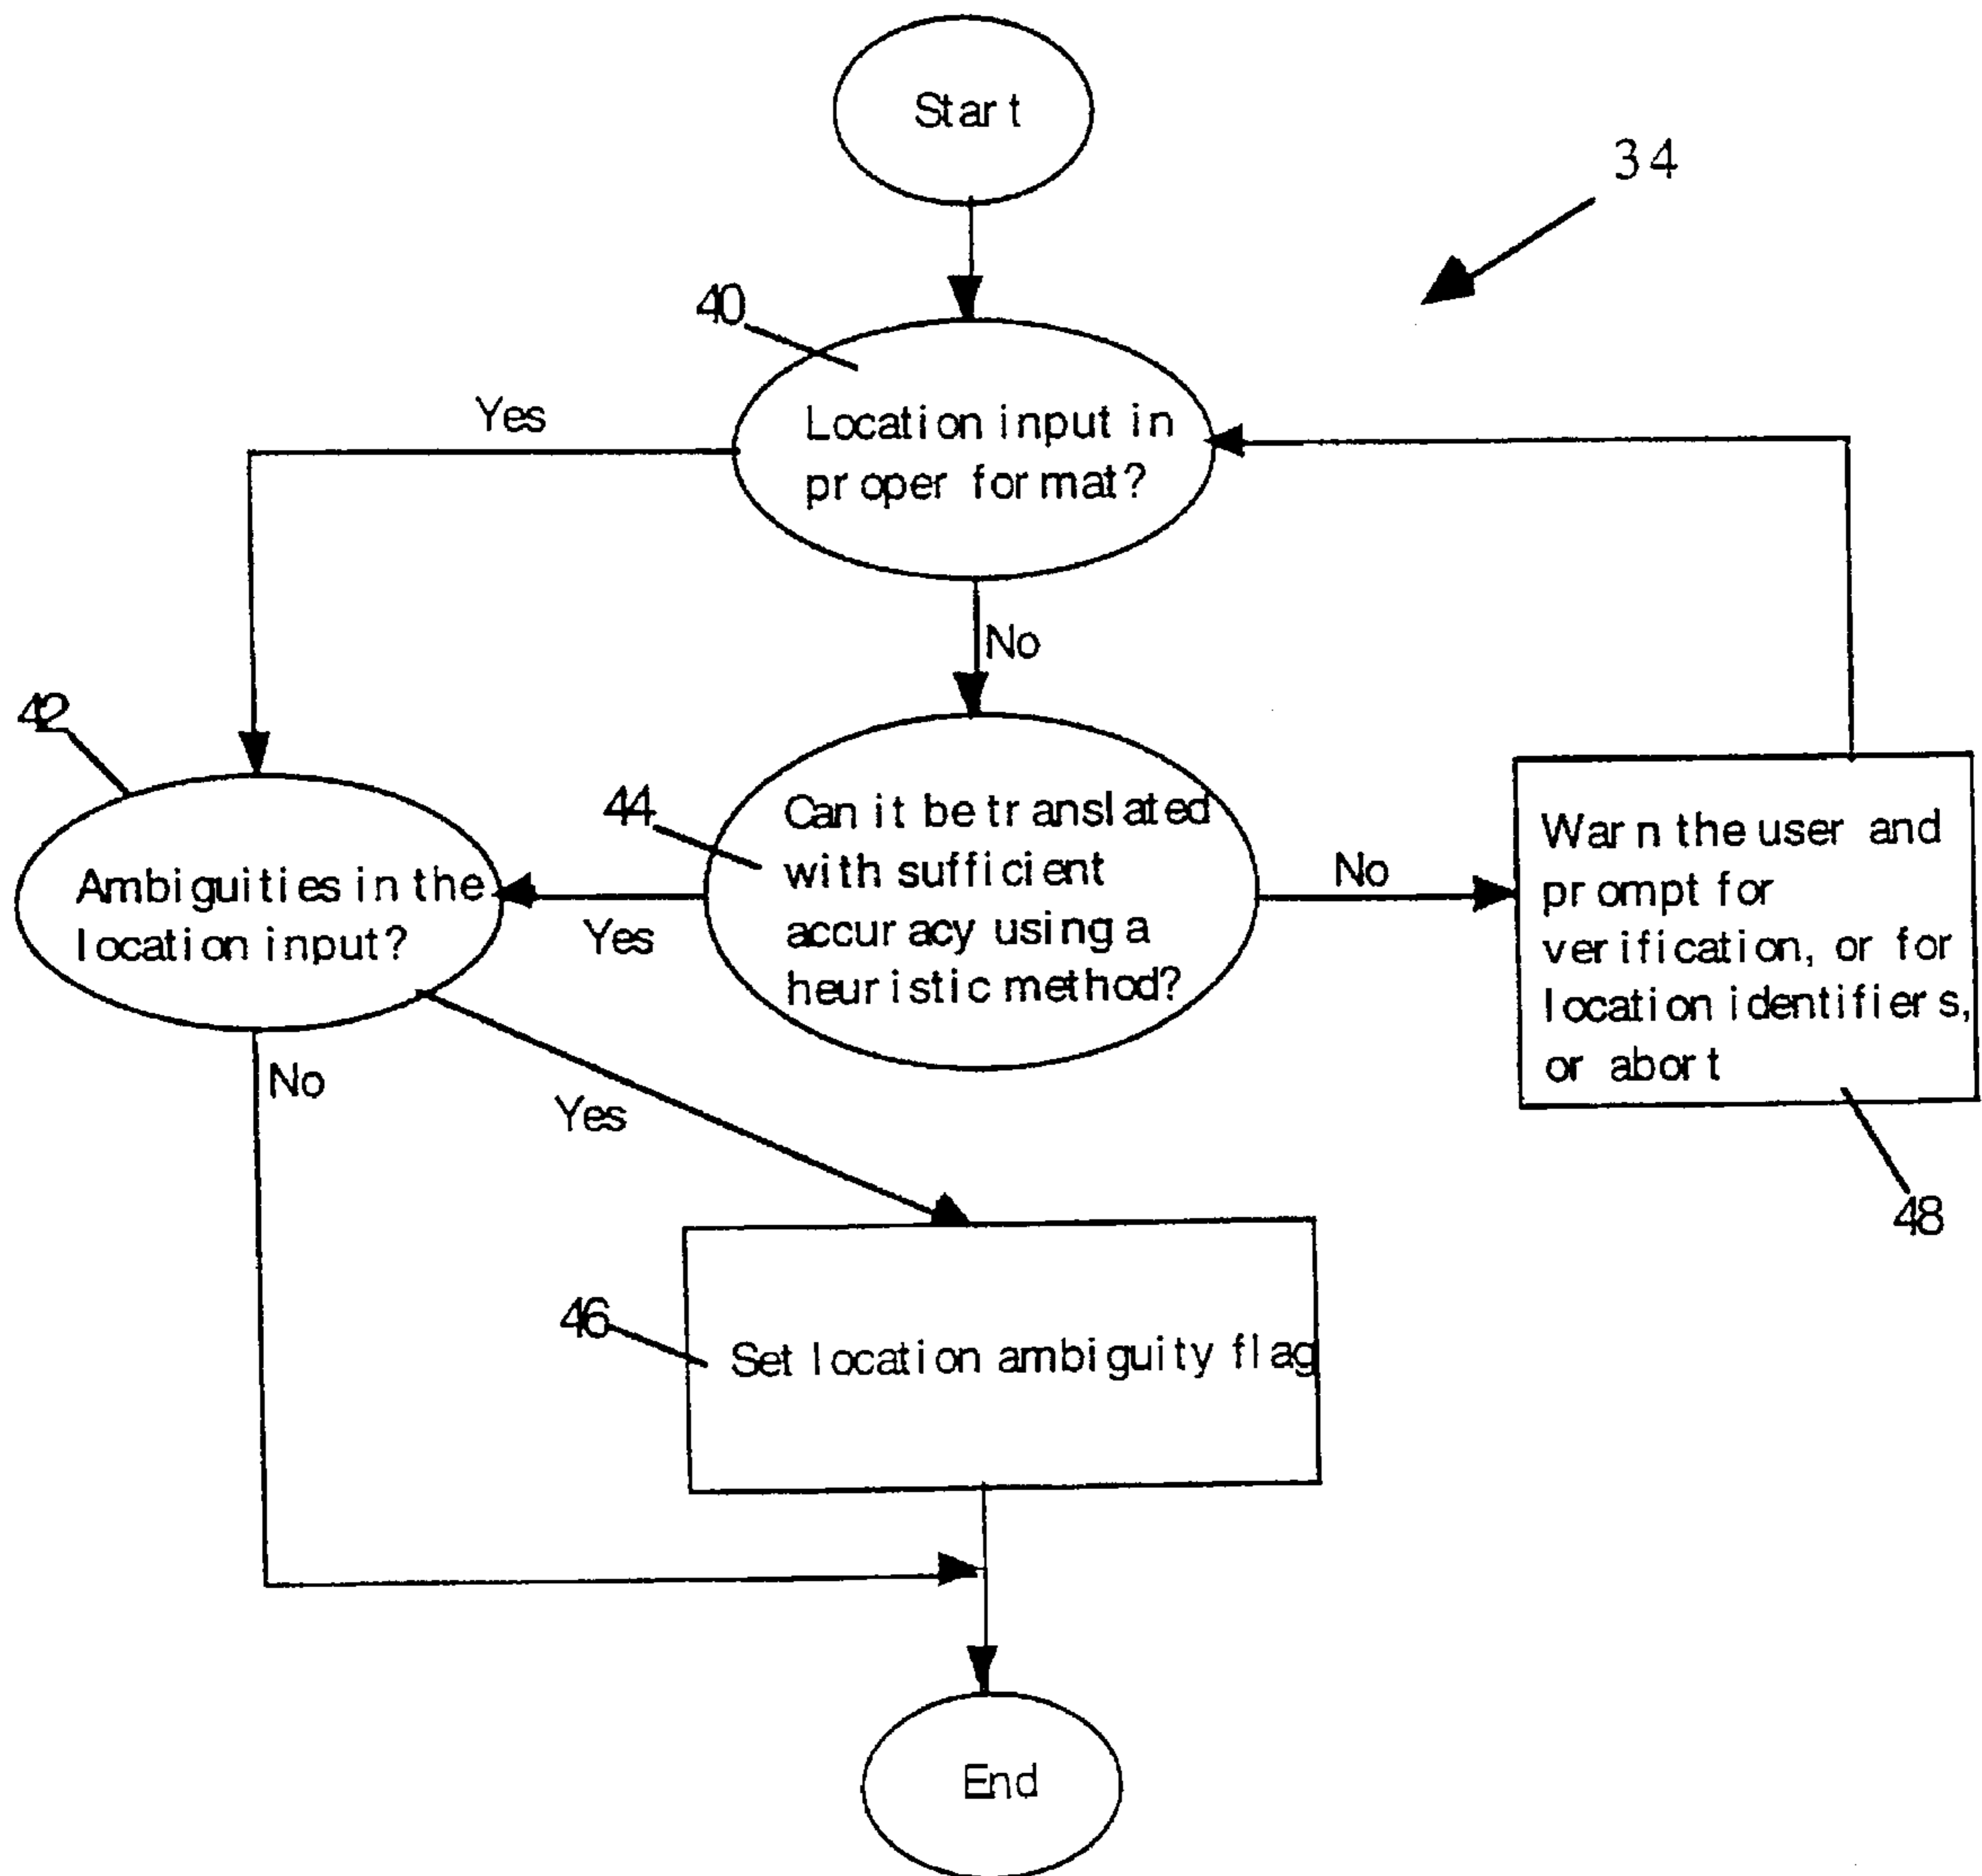 Start
34
40
Yes
Location input in
proper format?
No
42
44
Can it be translated
with sufficient
accuracy using a
heuristic method?
Ambiguities in the
location input?
Yes
No
Warn the user and
prompt for
verification, or for
location identifiers,
or abort
No
Yes
48
46
Set location ambiguity flag
End